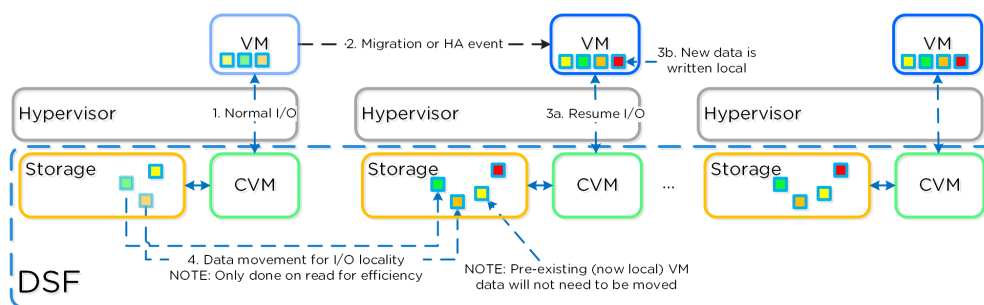 VM
2. Migration or HA event
VM
3b. New data is
written local
VM
Hypervisor
1. Normal I/O
Hypervisor
3a. Resume I/O
Hypervisor
Storage
CVM
Storage
CVM
...
Storage
CVM
4. Data movement for I/O locality
NOTE: Only done on read for efficiency
NOTE: Pre-existing (now local) VM
data will not need to be moved
DSF